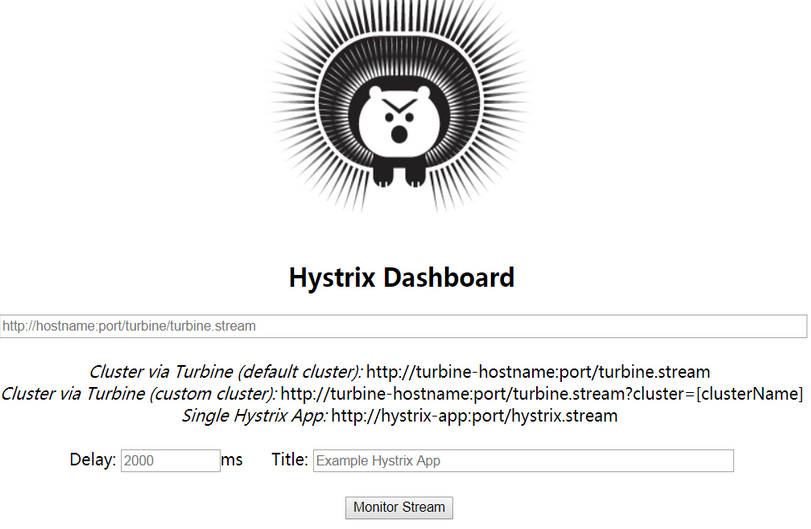 Hystrix Dashboard
http://hostname:port/turbine/turbine.stream
Cluster via Turbine (default cluster): http://turbine-hostname:port/turbine.stream
Cluster via Turbine (custom cluster): http://turbine-hostname:port/turbine.stream?cluster=[clusterName]
Single Hystrix App: http://hystrix-app:port/hystrix.stream
Delay: 2000 ms Title: Example Hystrix App
Monitor Stream